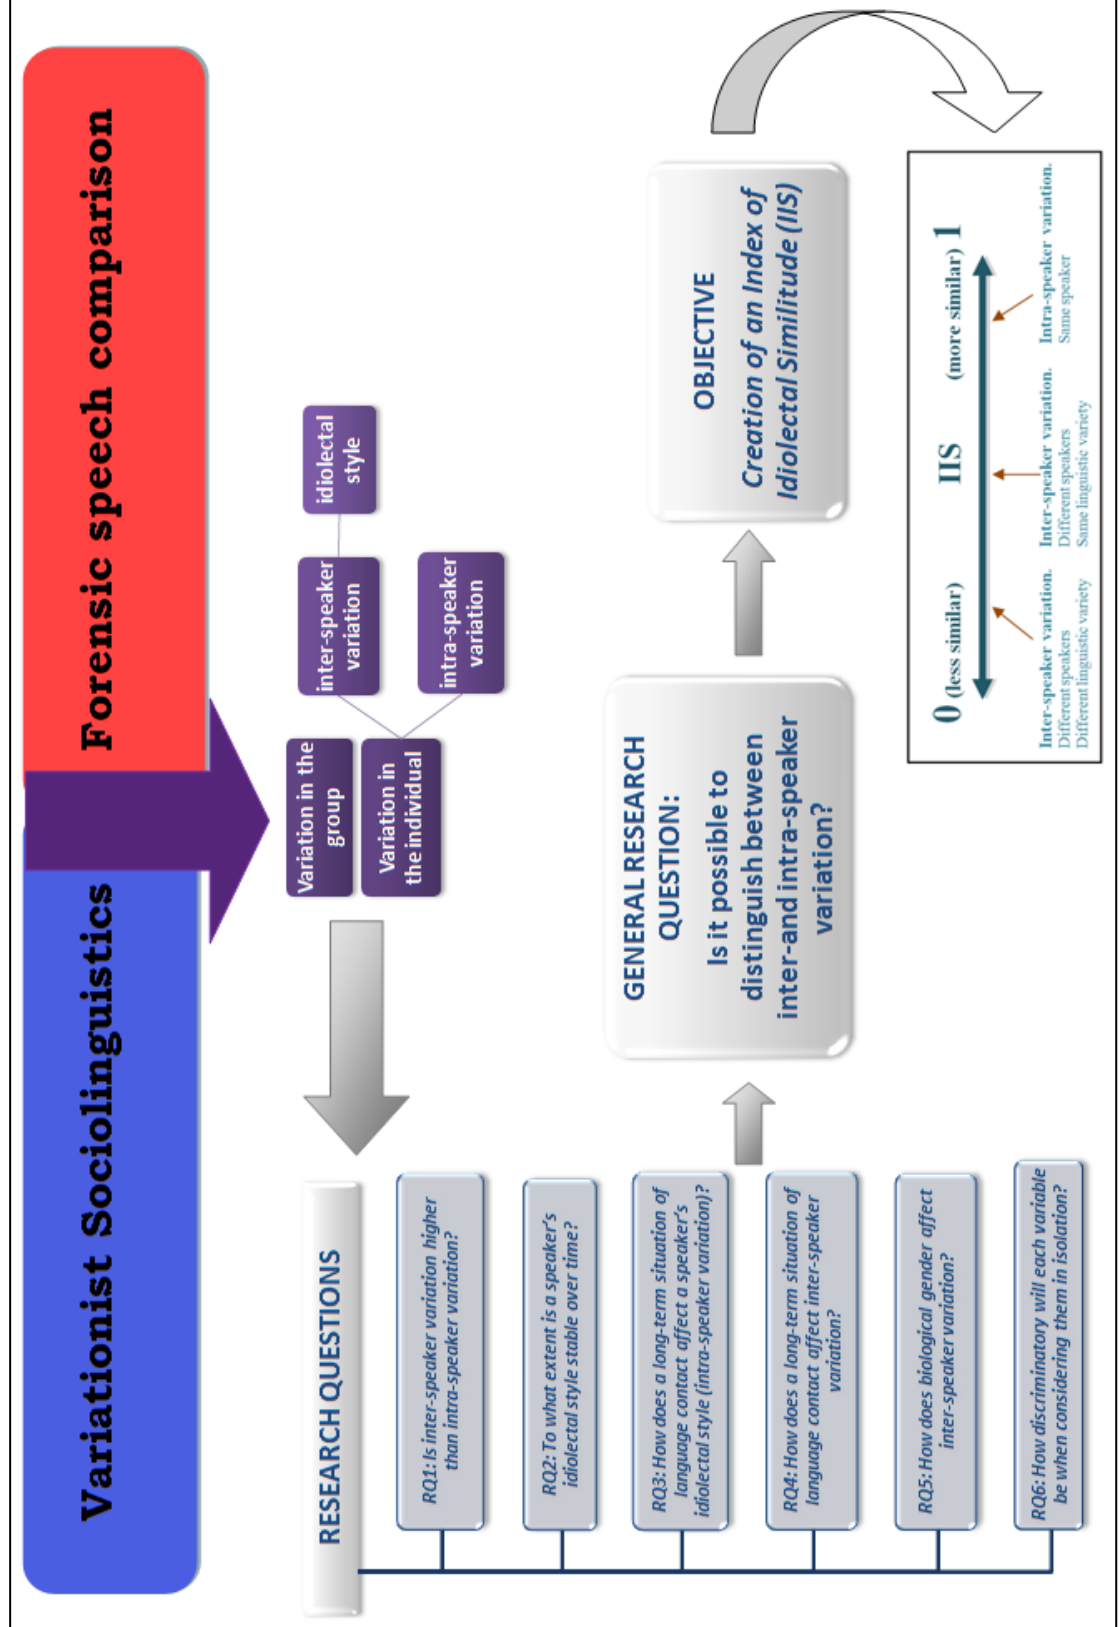 Variationist Sociolinguistics
Forensic speech comparison
Variation in the
group
Variation in
the individual
inter-speaker
variation
intra-speaker
variation
idiolectal
style
RESEARCH QUESTIONS
RQ1: Is inter-speaker variation higher
than intra-speaker variation?
RQ2: To what extent is a speaker's
idiolectal style stable over time?
RQ3: How does a long-term situation of
language contact affect a speaker's
idiolectal style (intra-speaker variation)?
RQ4: How does a long-term situation of
language contact affect inter-speaker
variation?
RQ5: How does biological gender affect
inter-speaker variation?
RQ6: How discriminatory will each variable
be when considering them in isolation?
GENERAL RESEARCH
QUESTION:
Is it possible to
distinguish between
inter-and intra-speaker
variation?
OBJECTIVE
Creation of an Index of
Idiolectal Similitude (IIS)
0 (less similar) IIS (more similar) 1
Inter-speaker variation.
Different speakers
Different linguistic variety
Inter-speaker variation.
Different speakers
Same linguistic variety
Intra-speaker variation.
Same speaker